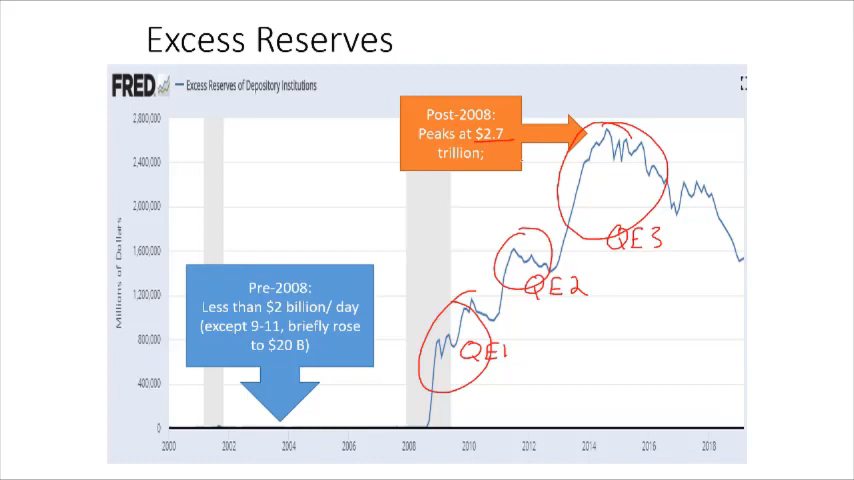 Excess Reserves
FRED — Excess Reserves of Depository Institutions
Post-2008:
Peaks at $2.7
trillion;
2,800,000
2,400,000
2,000,000
1,600,000
1,200,000
800,000
400,000
0
Millions of Dollars
Pre-2008:
Less than $2 billion/ day
(except 9-11, briefly rose
to $20 B)
QE1
QE2
QE3
2000
2002
2004
2006
2008
2010
2012
2014
2016
2018